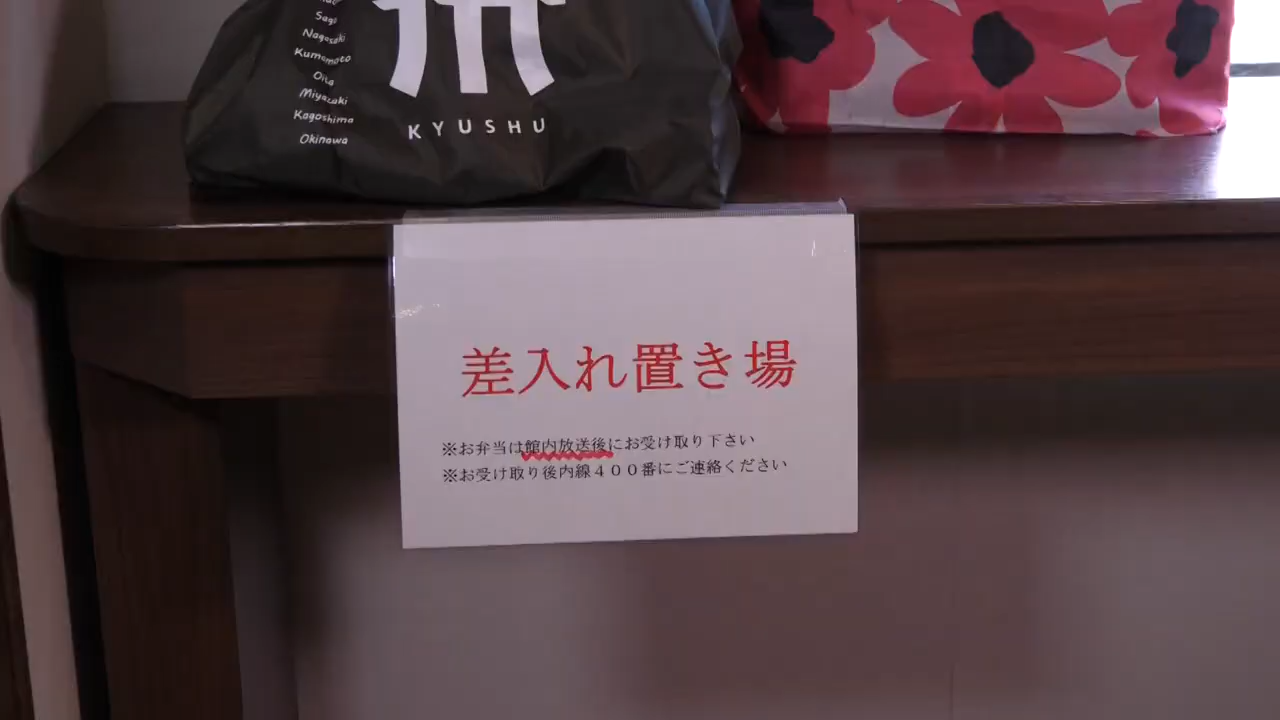 Saga
Nagasaki
Kumamoto
Oita
Miyazaki
Kagoshima
Okinawa
州
KYUSHU
差入れ置き場
※お弁当は館内放送後にお受け取り下さい
※お受け取り後内線４００番にご連絡ください